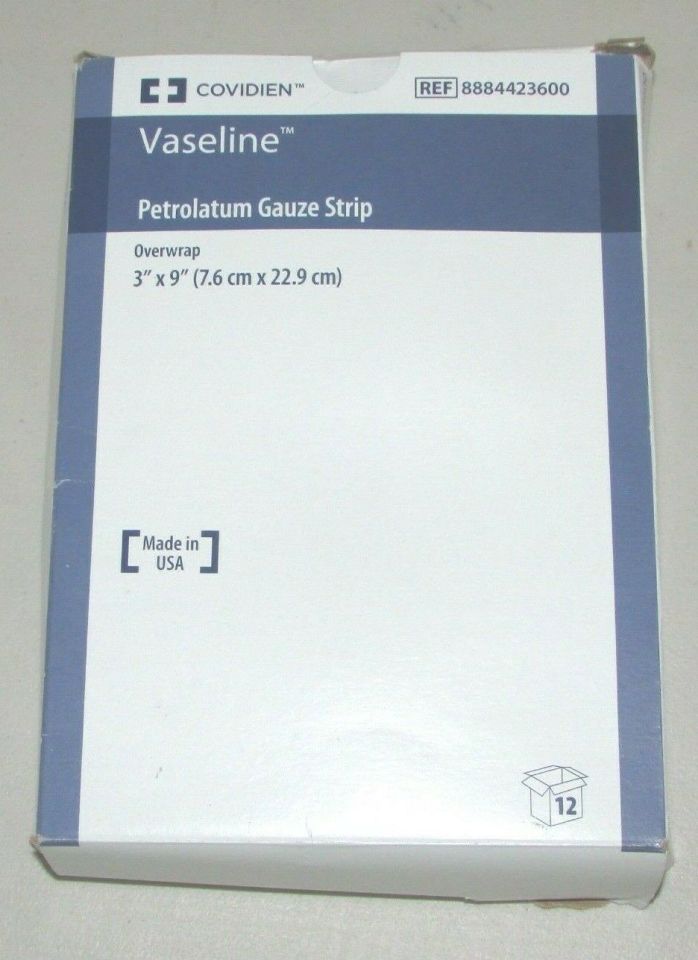 COVIDIEN™
REF 8884423600
Vaseline™
Petrolatum Gauze Strip
Overwrap
3” x 9” (7.6 cm x 22.9 cm)
Made in
USA
12